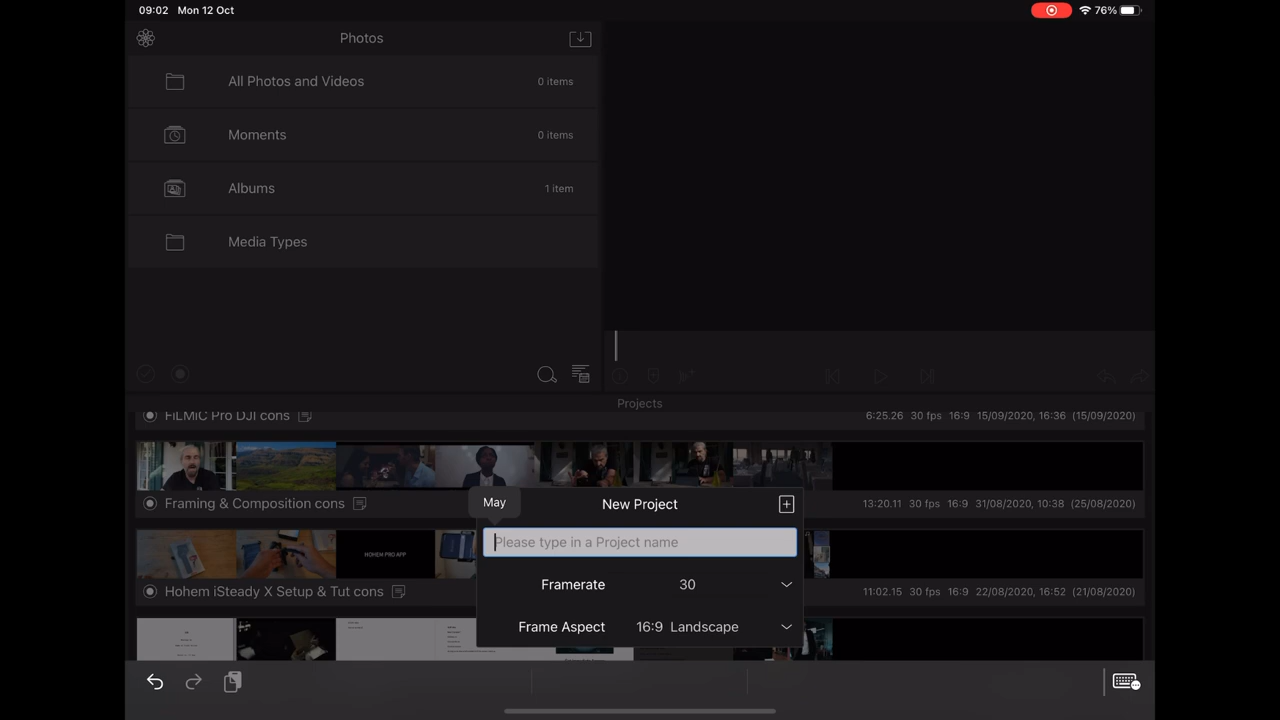 09:02 Mon 12 Oct
76%
Photos
All Photos and Videos 0 items
Moments 0 items
Albums 1 item
Media Types
Projects
FiLMiC Pro DJI cons 6:25.26 30 fps 16:9 15/09/2020, 16:36 (15/09/2020)
Framing & Composition cons 13:20.11 30 fps 16:9 31/08/2020, 10:38 (25/08/2020)
May
New Project
Please type in a Project name
HOHEM PRO APP
Framerate 30
Hohem iSteady X Setup & Tut cons 11:02.15 30 fps 16:9 22/08/2020, 16:52 (21/08/2020)
Frame Aspect 16:9 Landscape